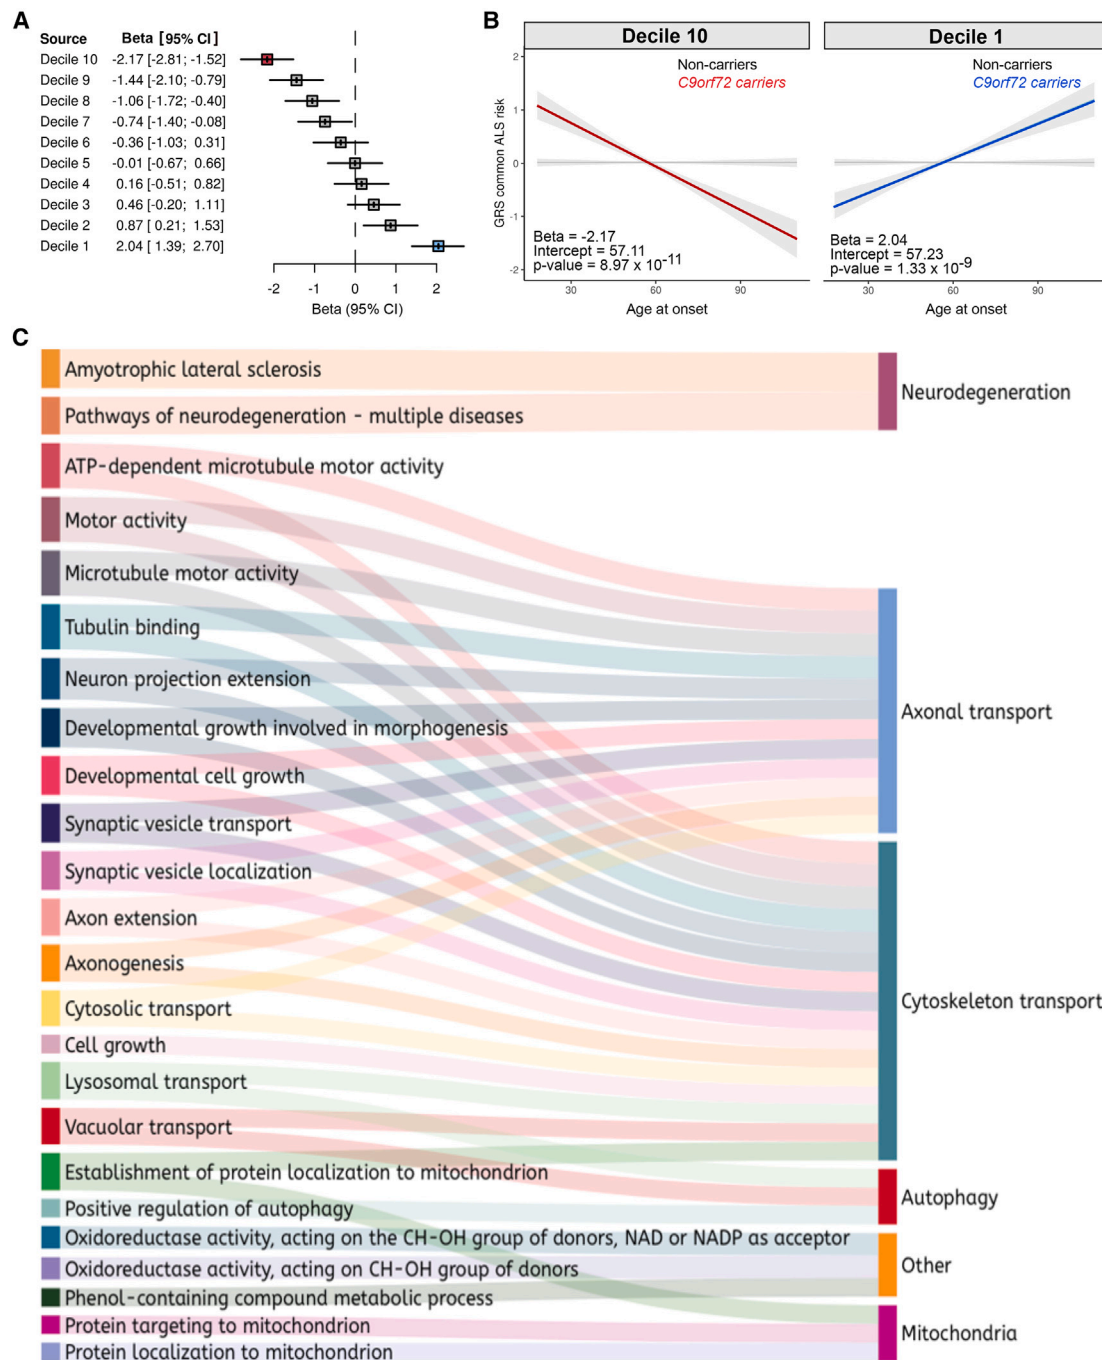 A
Source Beta [95% CI]
Decile 10 -2.17 [-2.81; -1.52]
Decile 9 -1.44 [-2.10; -0.79]
Decile 8 -1.06 [-1.72; -0.40]
Decile 7 -0.74 [-1.40; -0.08]
Decile 6 -0.36 [-1.03; 0.31]
Decile 5 -0.01 [-0.67; 0.66]
Decile 4 0.16 [-0.51; 0.82]
Decile 3 0.46 [-0.20; 1.11]
Decile 2 0.87 [ 0.21; 1.53]
Decile 1 2.04 [ 1.39; 2.70]
-2 -1 0 1 2
Beta (95% CI)
B
Decile 10
Non-carriers
C9orf72 carriers
GRS common ALS risk
2
1
0
-1
-2
Beta = -2.17
Intercept = 57.11
p-value = 8.97 x 10⁻¹¹
30 60 90
Age at onset
Decile 1
Non-carriers
C9orf72 carriers
Beta = 2.04
Intercept = 57.23
p-value = 1.33 x 10⁻⁹
30 60 90
Age at onset
C
Amyotrophic lateral sclerosis
Pathways of neurodegeneration - multiple diseases
ATP-dependent microtubule motor activity
Motor activity
Microtubule motor activity
Tubulin binding
Neuron projection extension
Developmental growth involved in morphogenesis
Developmental cell growth
Synaptic vesicle transport
Synaptic vesicle localization
Axon extension
Axonogenesis
Cytosolic transport
Cell growth
Lysosomal transport
Vacuolar transport
Establishment of protein localization to mitochondrion
Positive regulation of autophagy
Oxidoreductase activity, acting on the CH-OH group of donors, NAD or NADP as acceptor
Oxidoreductase activity, acting on CH-OH group of donors
Phenol-containing compound metabolic process
Protein targeting to mitochondrion
Protein localization to mitochondrion
Neurodegeneration
Axonal transport
Cytoskeleton transport
Autophagy
Other
Mitochondria